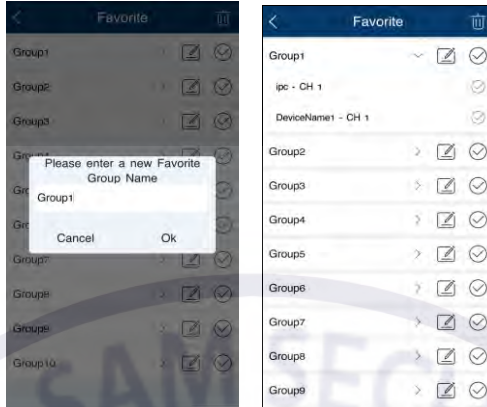 Favorite
Group1
Group2
Group3
Please enter a new Favorite
Group Name
Group1
Cancel
Ok
Group7
Group8
Group9
Group10
Favorite
Group1
ipc - CH 1
DeviceName1 - CH 1
Group2
Group3
Group4
Group5
Group6
Group7
Group8
Group9